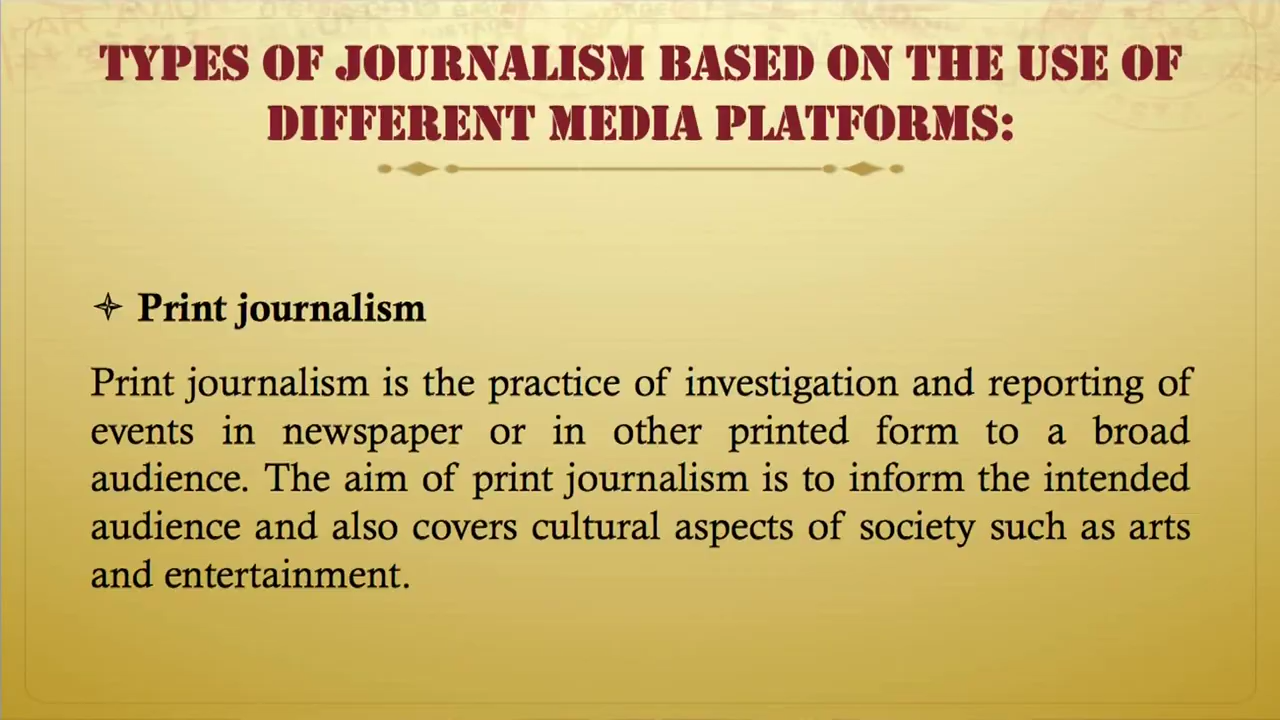 TYPES OF JOURNALISM BASED ON THE USE OF
DIFFERENT MEDIA PLATFORMS:
Print journalism
Print journalism is the practice of investigation and reporting of
events in newspaper or in other printed form to a broad
audience. The aim of print journalism is to inform the intended
audience and also covers cultural aspects of society such as arts
and entertainment.